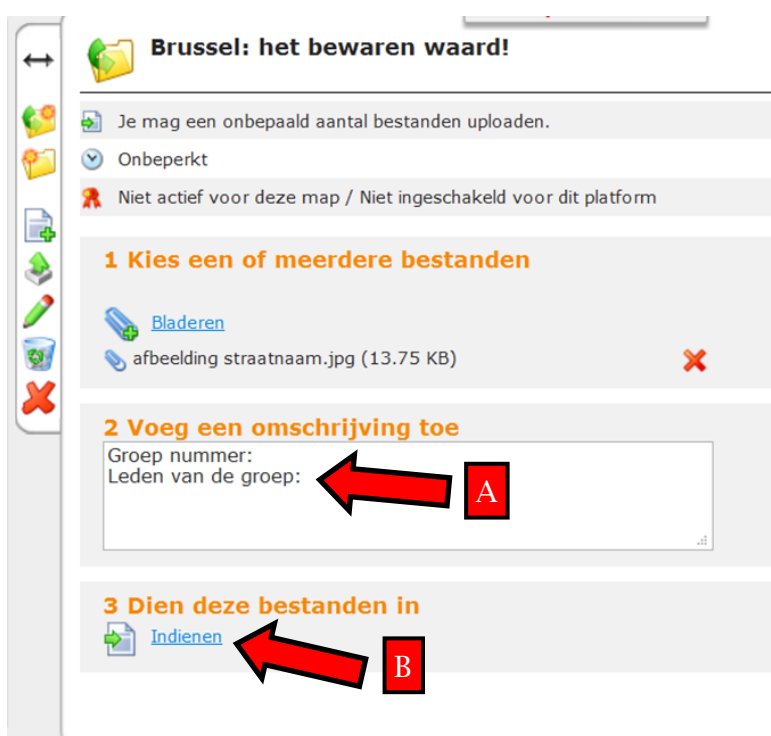 Brussel: het bewaren waard!
Je mag een onbepaald aantal bestanden uploaden.
Onbeperkt
Niet actief voor deze map / Niet ingeschakeld voor dit platform
1 Kies een of meerdere bestanden
Bladeren
afbeelding straatnaam.jpg (13.75 KB)
2 Voeg een omschrijving toe
Groep nummer:
Leden van de groep:
A
3 Dien deze bestanden in
Indienen
B